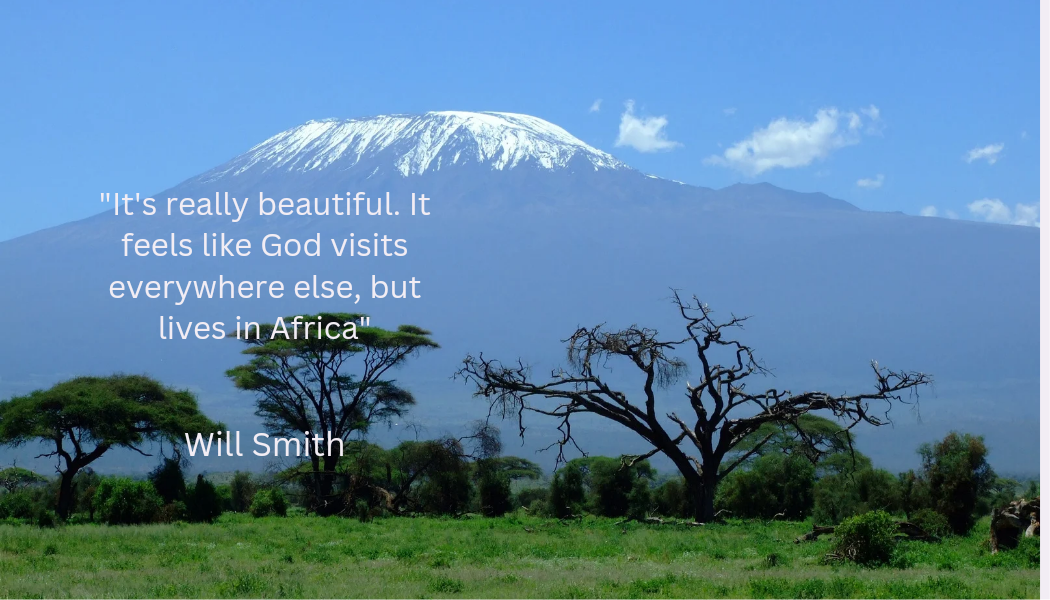 "It's really beautiful. It
feels like God visits
everywhere else, but
lives in Africa"
Will Smith